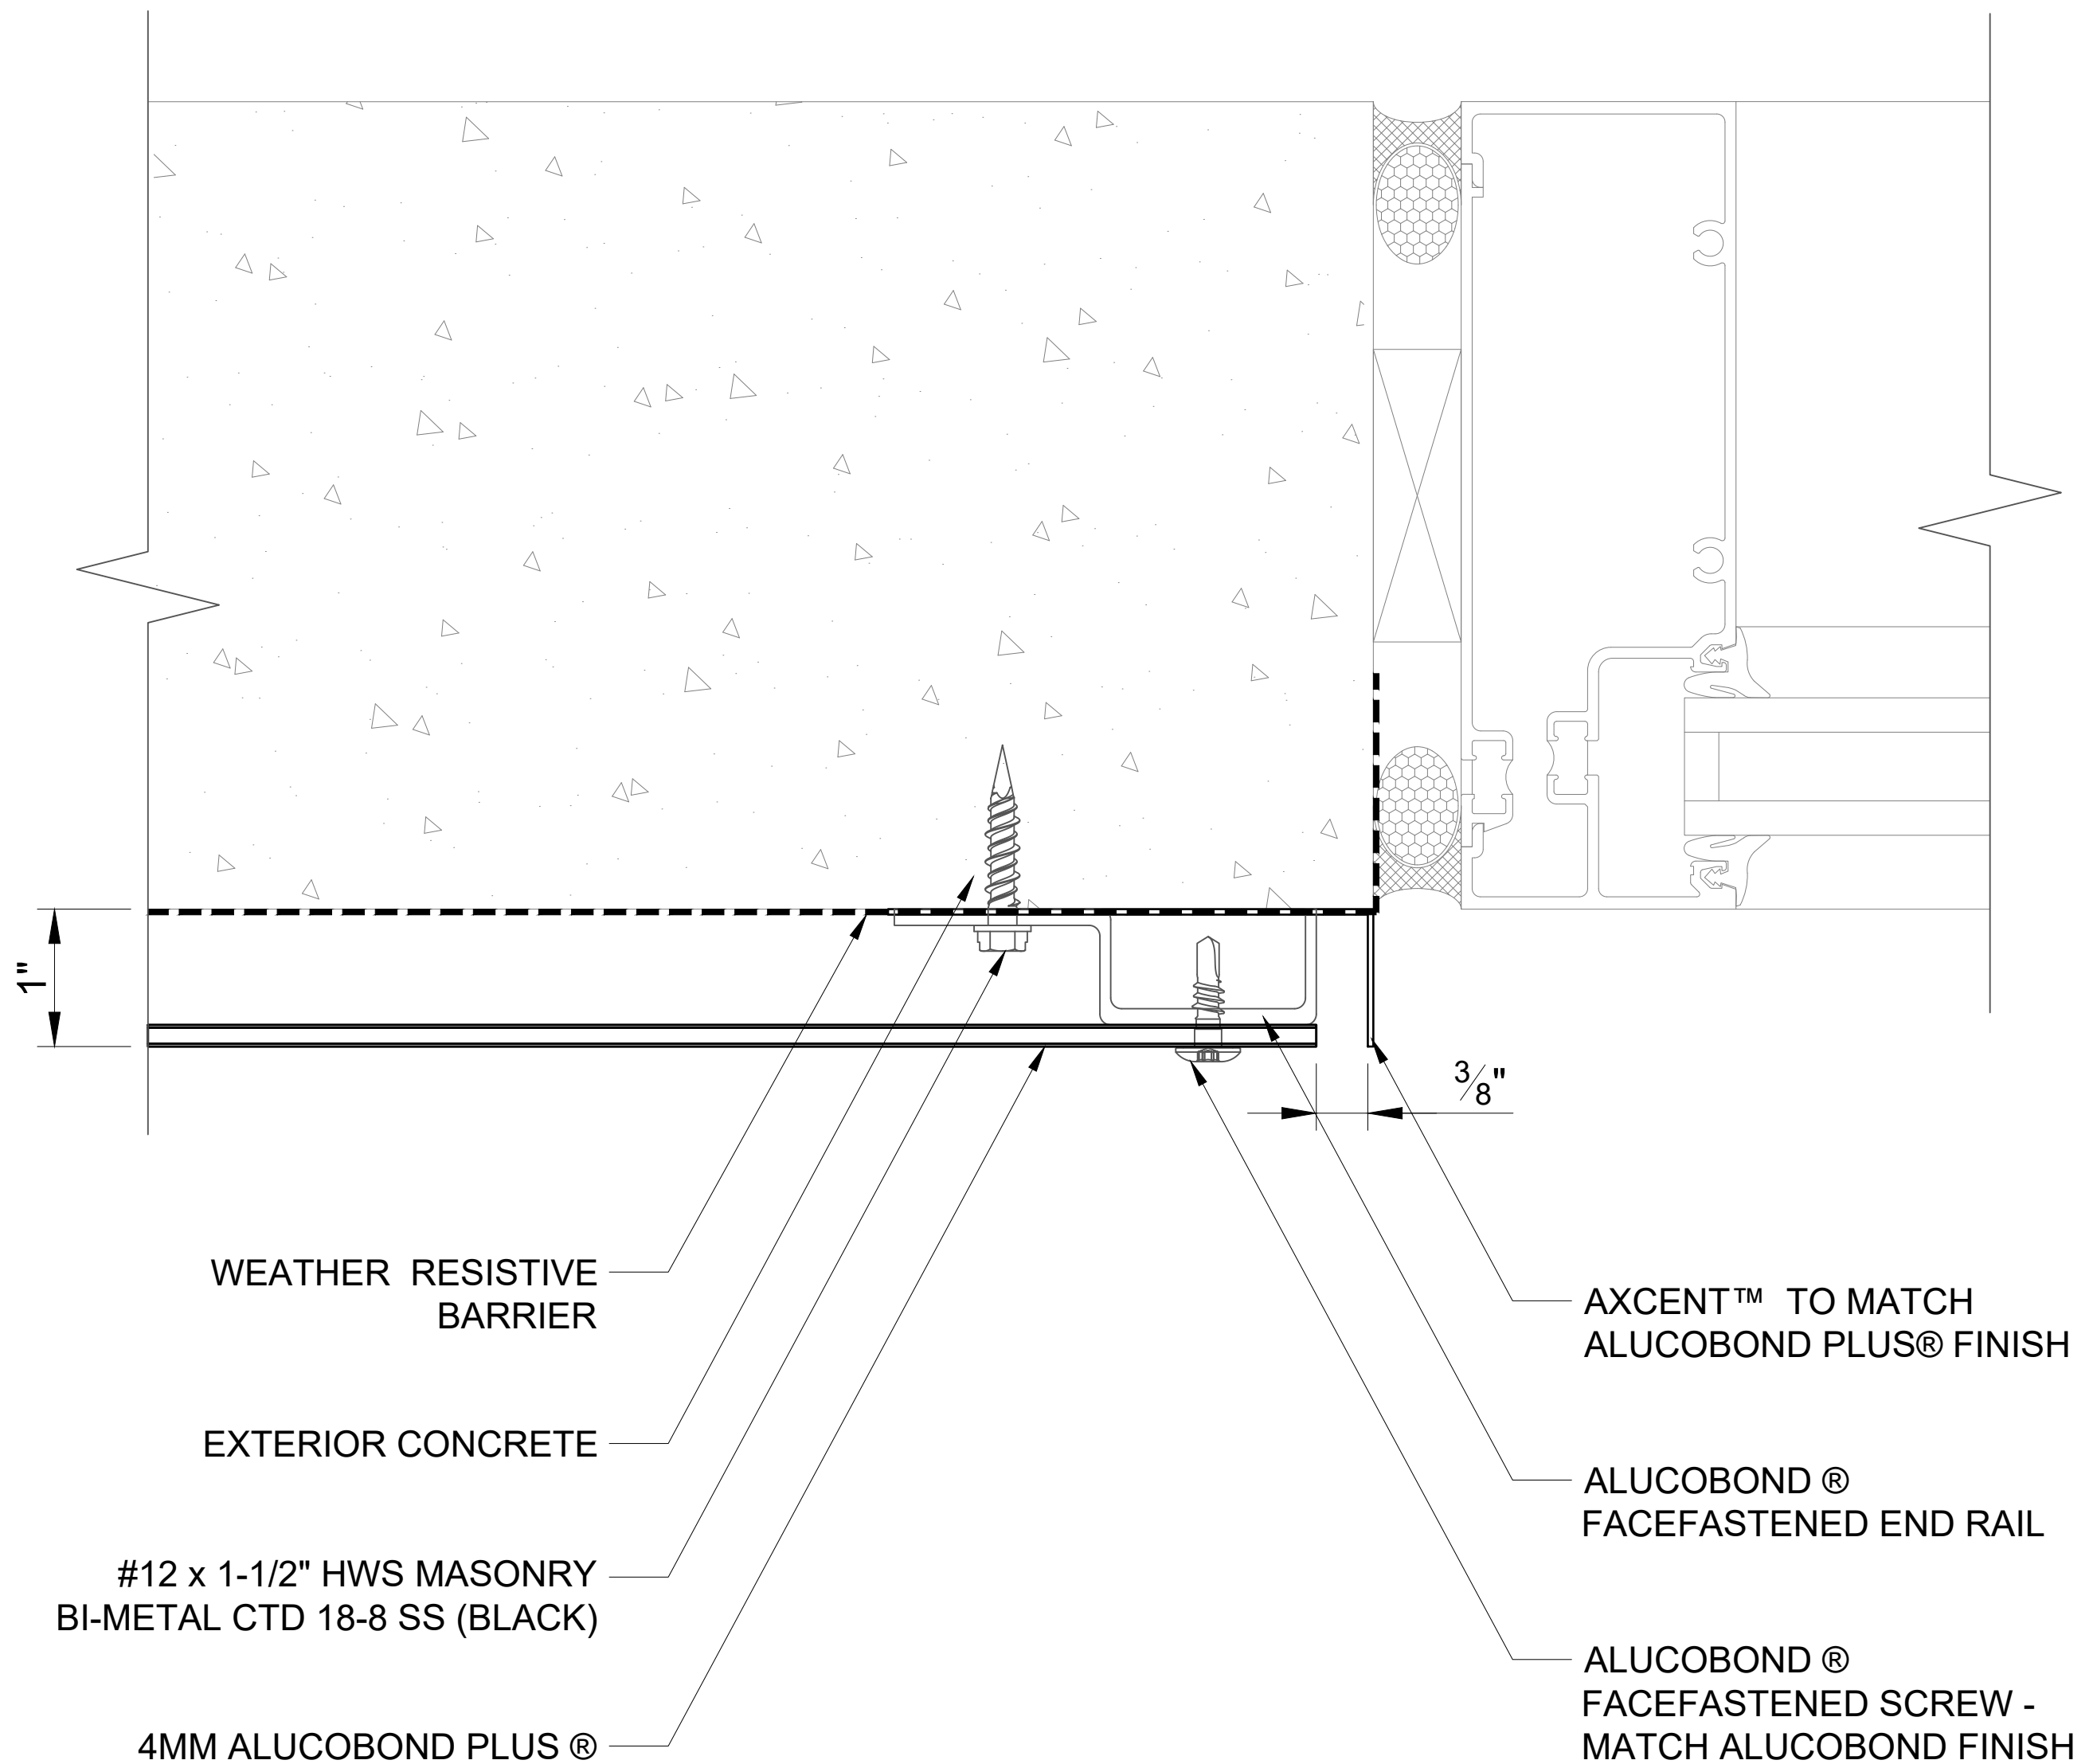 1"
3/8"
WEATHER RESISTIVE
BARRIER
EXTERIOR CONCRETE
#12 x 1-1/2" HWS MASONRY
BI-METAL CTD 18-8 SS (BLACK)
4MM ALUCOBOND PLUS ®
AXCENT™ TO MATCH
ALUCOBOND PLUS® FINISH
ALUCOBOND ®
FACEFASTENED END RAIL
ALUCOBOND ®
FACEFASTENED SCREW -
MATCH ALUCOBOND FINISH